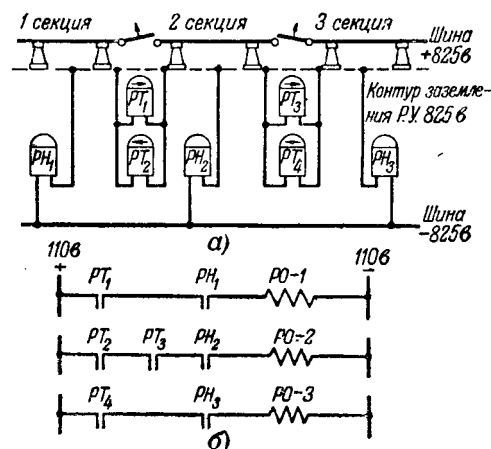 1 секция 2 секция 3 секция
Шина
+825в
Контур заземле-
ния Р.У. 825 в
РТ₁ РТ₃
РН₁ РТ₂ РН₂ РТ₄ РН₃
Шина
-825в
а)
110в 110в
+ −
РТ₁ РН₁ РО-1
РТ₂ РТ₃ РН₂ РО-2
РТ₄ РН₃ РО-3
б)